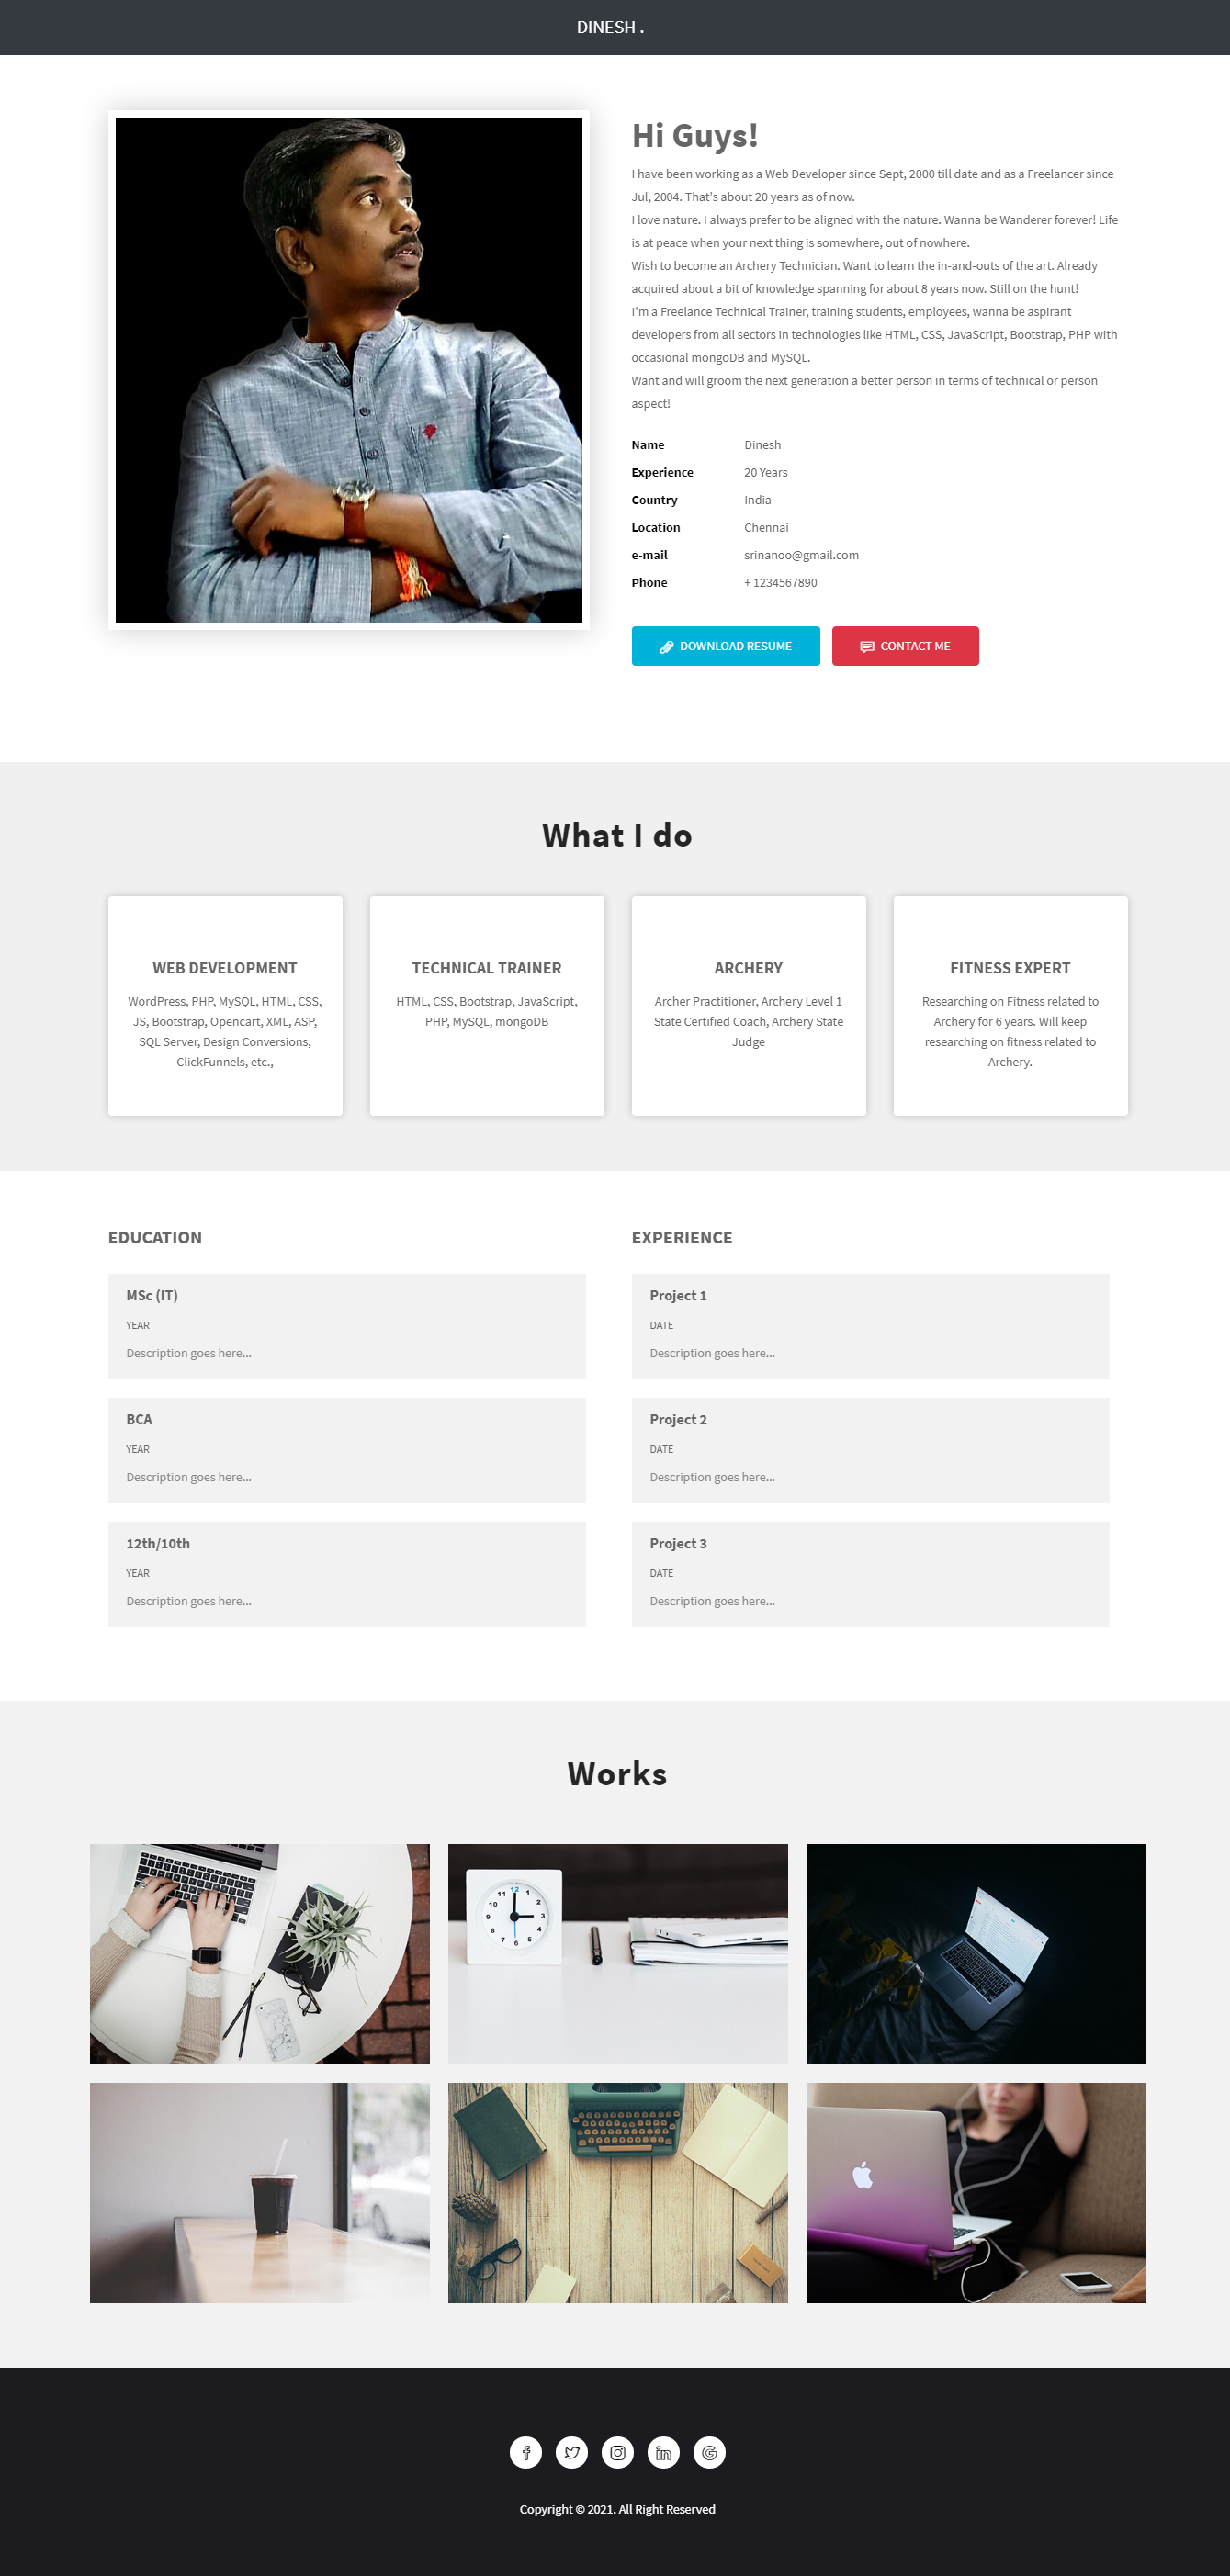 DINESH .
Hi Guys!
I have been working as a Web Developer since Sept, 2000 till date and as a Freelancer since
Jul, 2004. That's about 20 years as of now.
I love nature. I always prefer to be aligned with the nature. Wanna be Wanderer forever! Life
is at peace when your next thing is somewhere, out of nowhere.
Wish to become an Archery Technician. Want to learn the in-and-outs of the art. Already
acquired about a bit of knowledge spanning for about 8 years now. Still on the hunt!
I'm a Freelance Technical Trainer, training students, employees, wanna be aspirant
developers from all sectors in technologies like HTML, CSS, JavaScript, Bootstrap, PHP with
occasional mongoDB and MySQL.
Want and will groom the next generation a better person in terms of technical or person
aspect!
Name Dinesh
Experience 20 Years
Country India
Location Chennai
e-mail srinanoo@gmail.com
Phone + 1234567890
DOWNLOAD RESUME CONTACT ME
What I do
WEB DEVELOPMENT
WordPress, PHP, MySQL, HTML, CSS,
JS, Bootstrap, Opencart, XML, ASP,
SQL Server, Design Conversions,
ClickFunnels, etc.,
TECHNICAL TRAINER
HTML, CSS, Bootstrap, JavaScript,
PHP, MySQL, mongoDB
ARCHERY
Archer Practitioner, Archery Level 1
State Certified Coach, Archery State
Judge
FITNESS EXPERT
Researching on Fitness related to
Archery for 6 years. Will keep
researching on fitness related to
Archery.
EDUCATION
MSc (IT)
YEAR
Description goes here...
BCA
YEAR
Description goes here...
12th/10th
YEAR
Description goes here...
EXPERIENCE
Project 1
DATE
Description goes here...
Project 2
DATE
Description goes here...
Project 3
DATE
Description goes here...
Works
12
1
2
3
4
5
6
7
8
9
10
11
Copyright © 2021. All Right Reserved